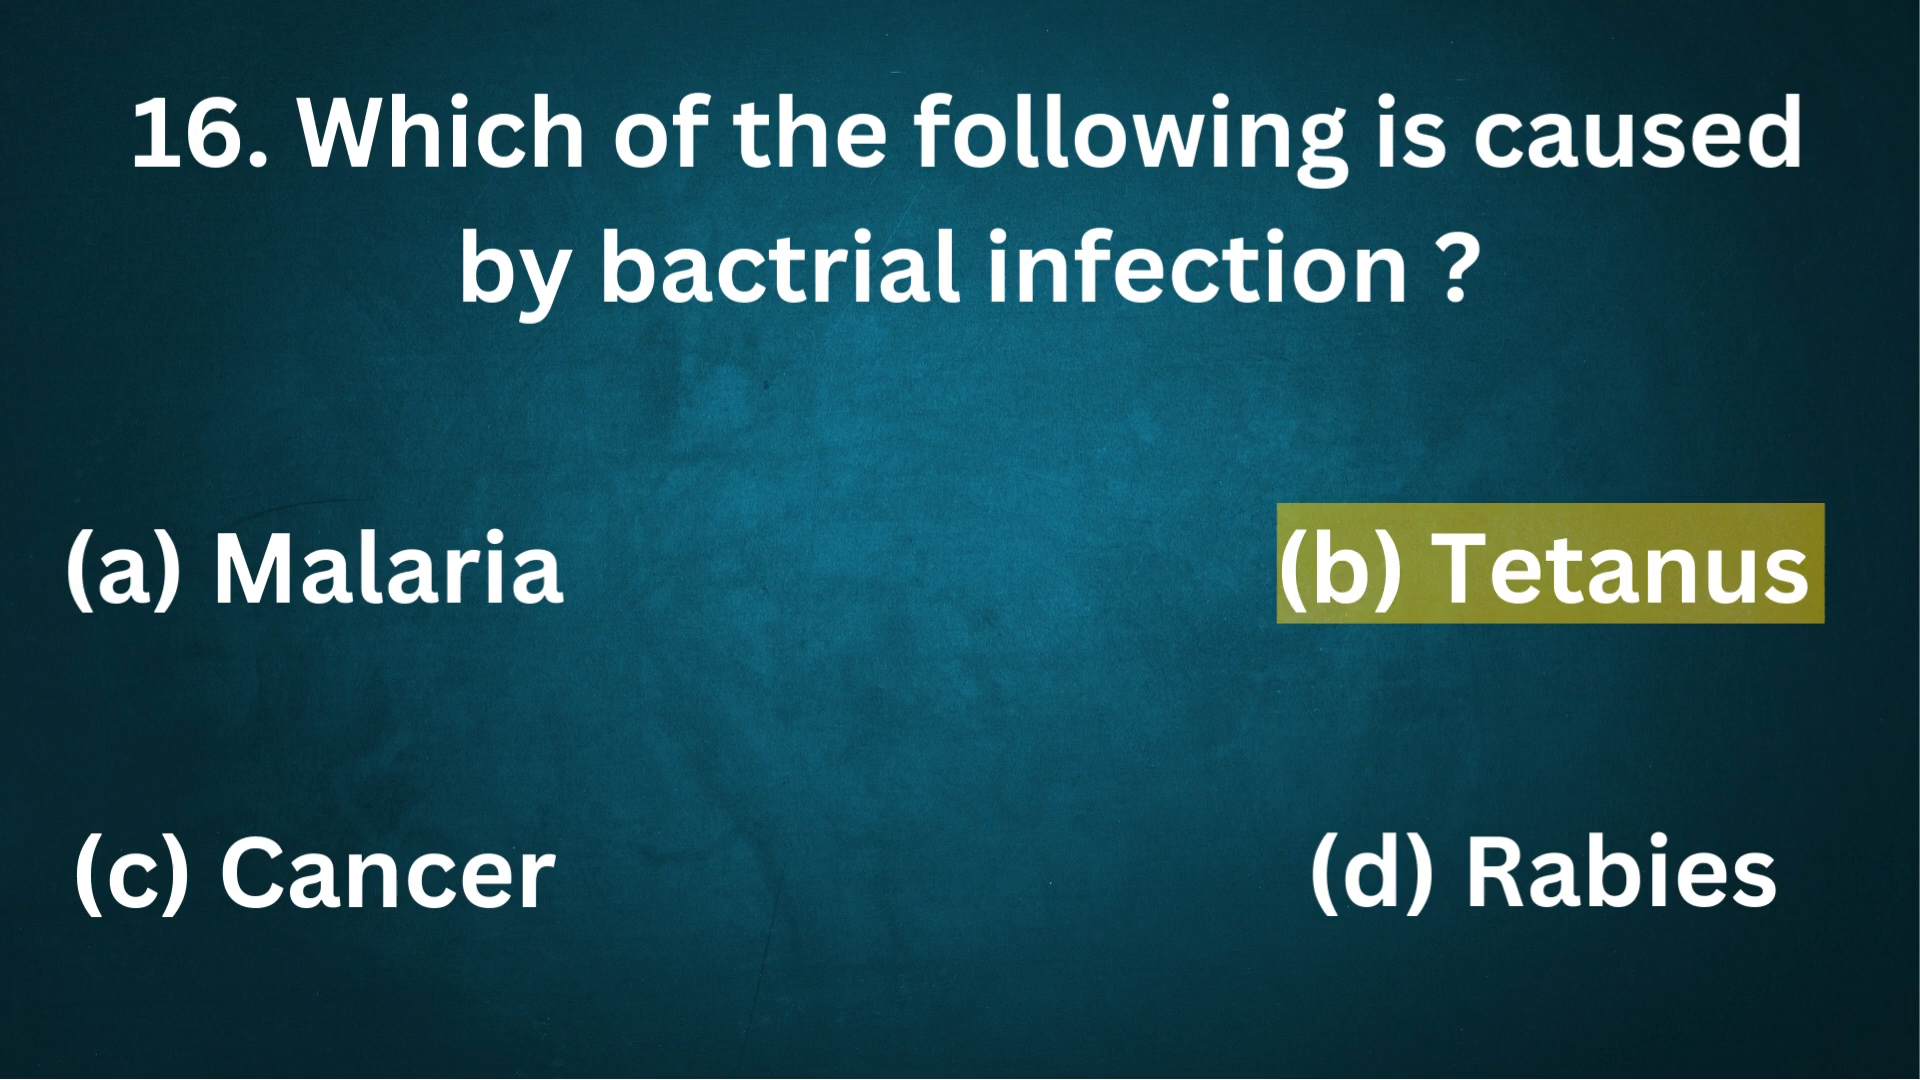 16. Which of the following is caused
by bactrial infection ?
(a) Malaria
(b) Tetanus
(c) Cancer
(d) Rabies